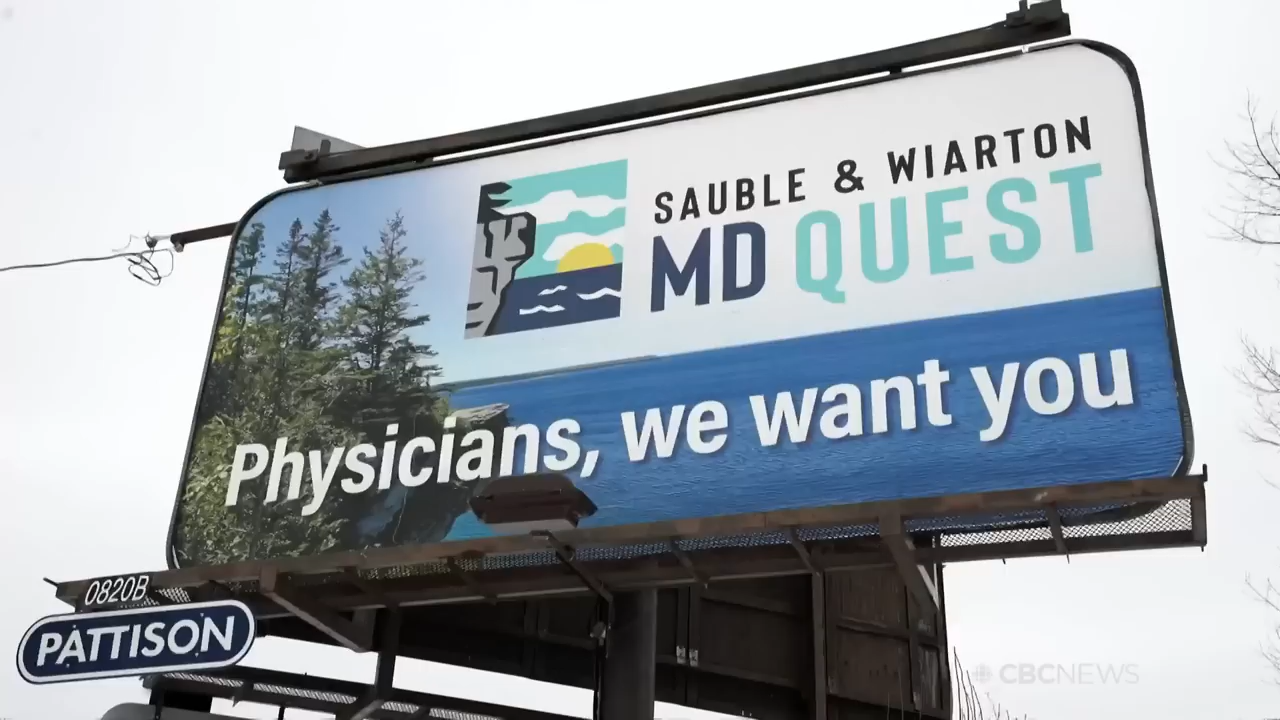 SAUBLE & WIARTON
MD QUEST
Physicians, we want you
0820B
PATTISON
CBCNEWS